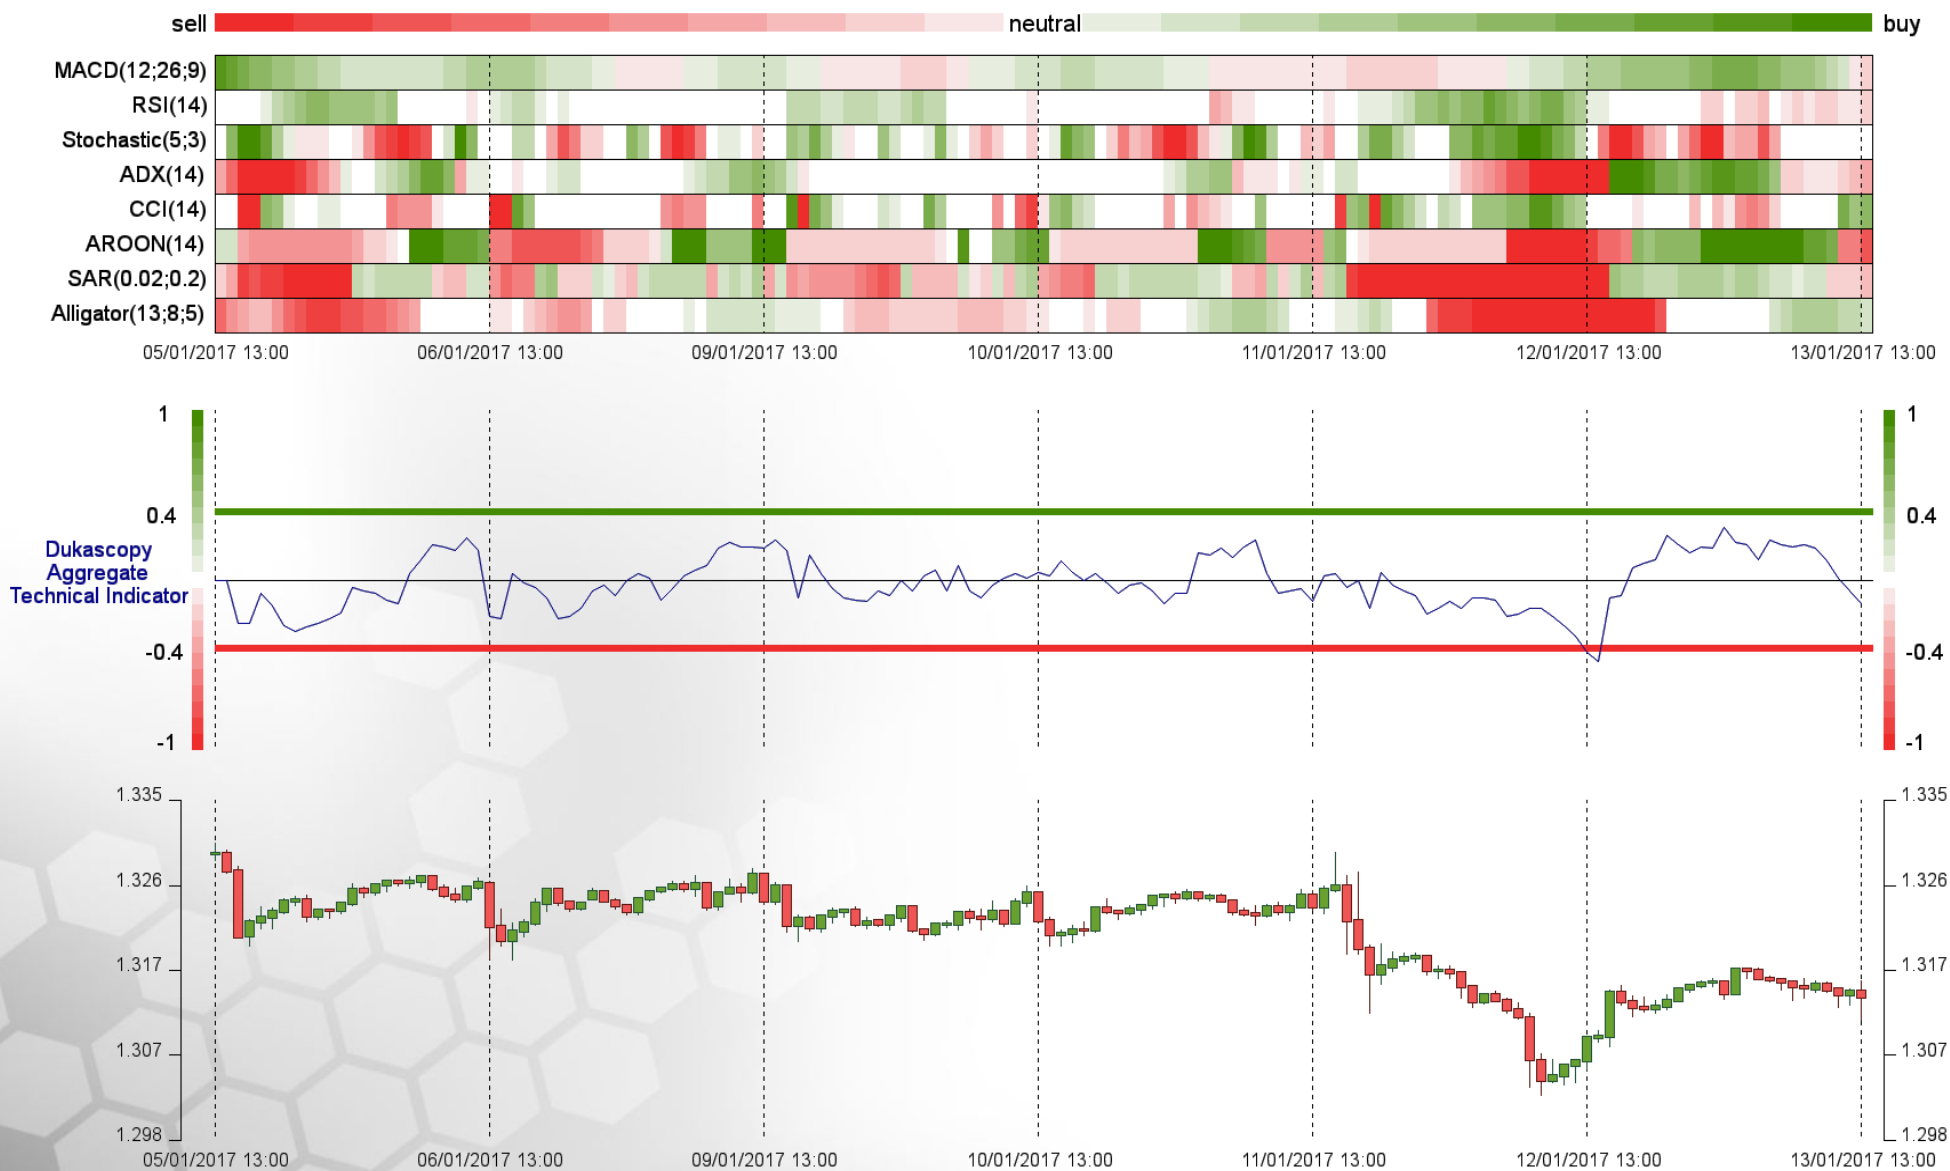 sell neutral buy
MACD(12;26;9)
RSI(14)
Stochastic(5;3)
ADX(14)
CCI(14)
AROON(14)
SAR(0.02;0.2)
Alligator(13;8;5)
05/01/2017 13:00 06/01/2017 13:00 09/01/2017 13:00 10/01/2017 13:00 11/01/2017 13:00 12/01/2017 13:00 13/01/2017 13:00
1 1
0.4 0.4
Dukascopy
Aggregate
Technical Indicator
-0.4 -0.4
-1 -1
1.335 1.335
1.326 1.326
1.317 1.317
1.307 1.307
1.298 1.298
05/01/2017 13:00 06/01/2017 13:00 09/01/2017 13:00 10/01/2017 13:00 11/01/2017 13:00 12/01/2017 13:00 13/01/2017 13:00